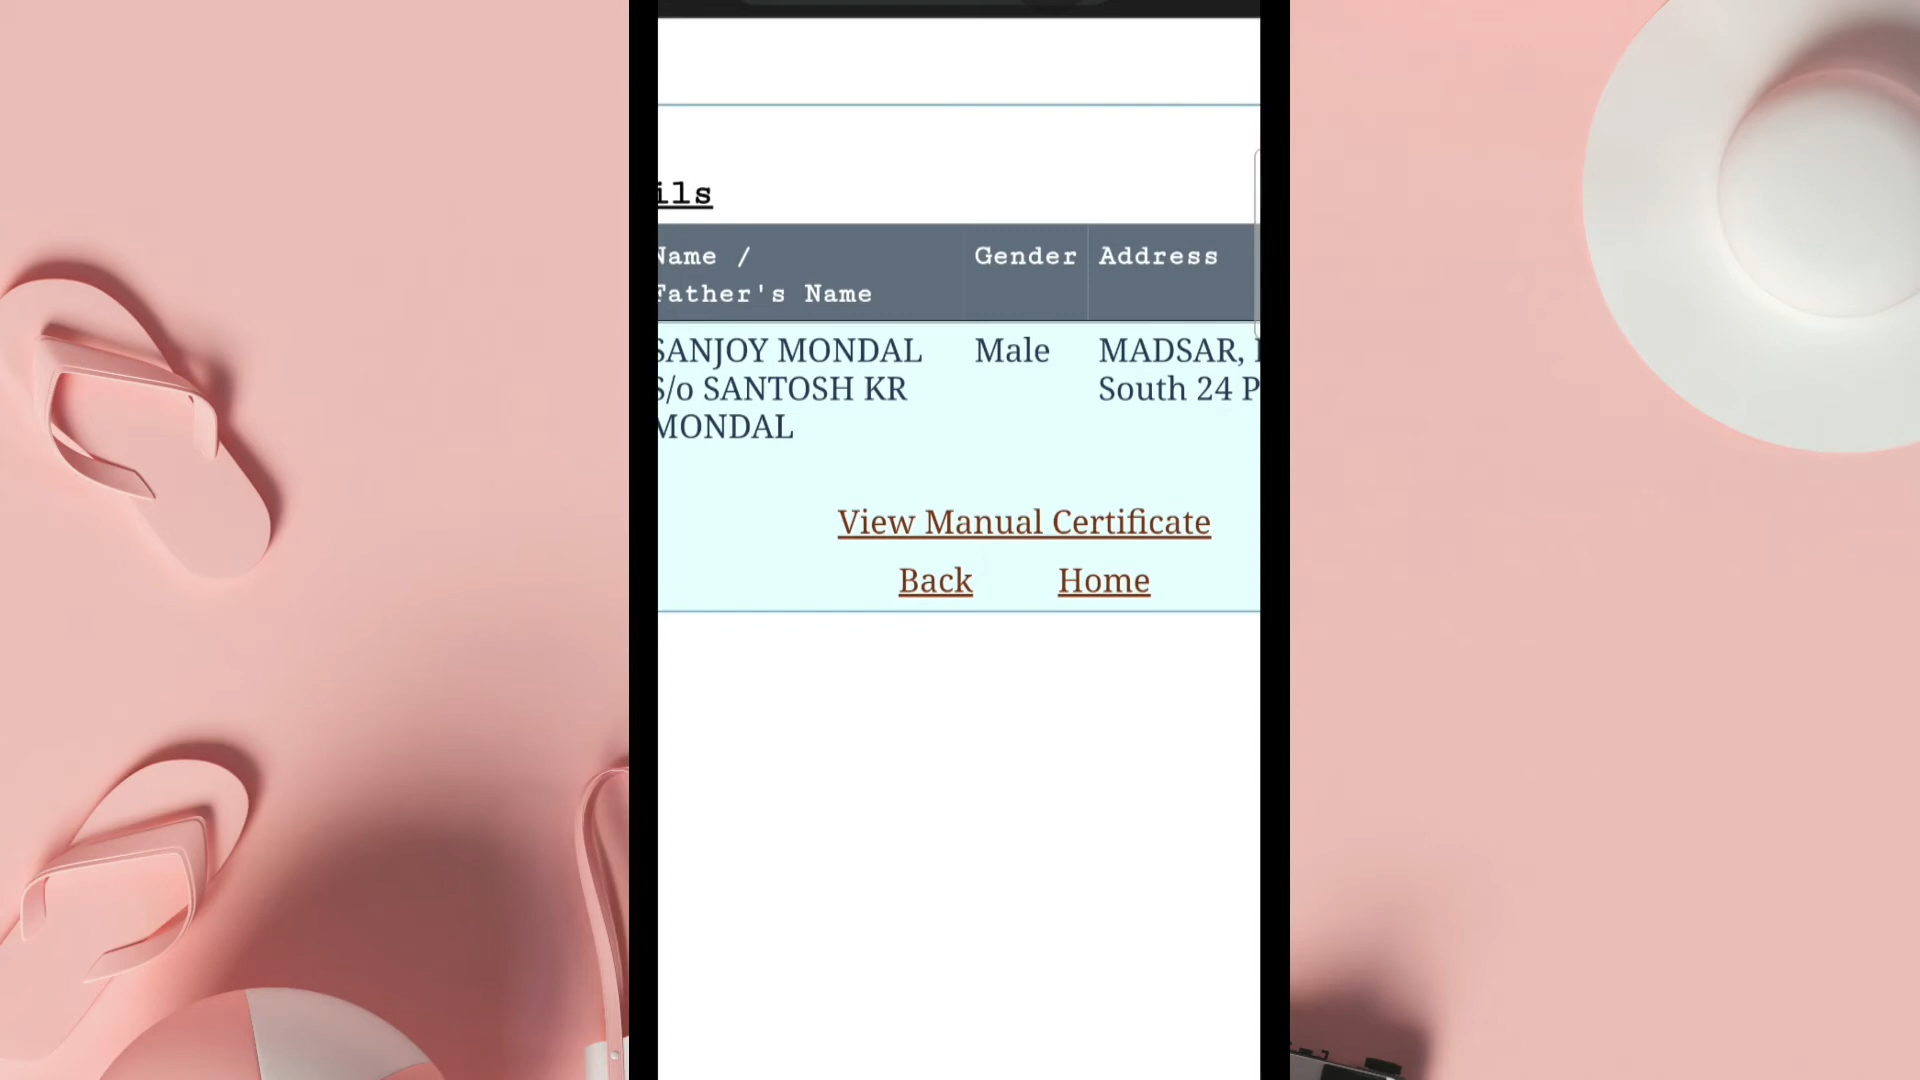 ils
Name /
Father's Name
Gender
Address
SANJOY MONDAL
S/o SANTOSH KR
MONDAL
Male
MADSAR,
South 24 P
View Manual Certificate
Back
Home